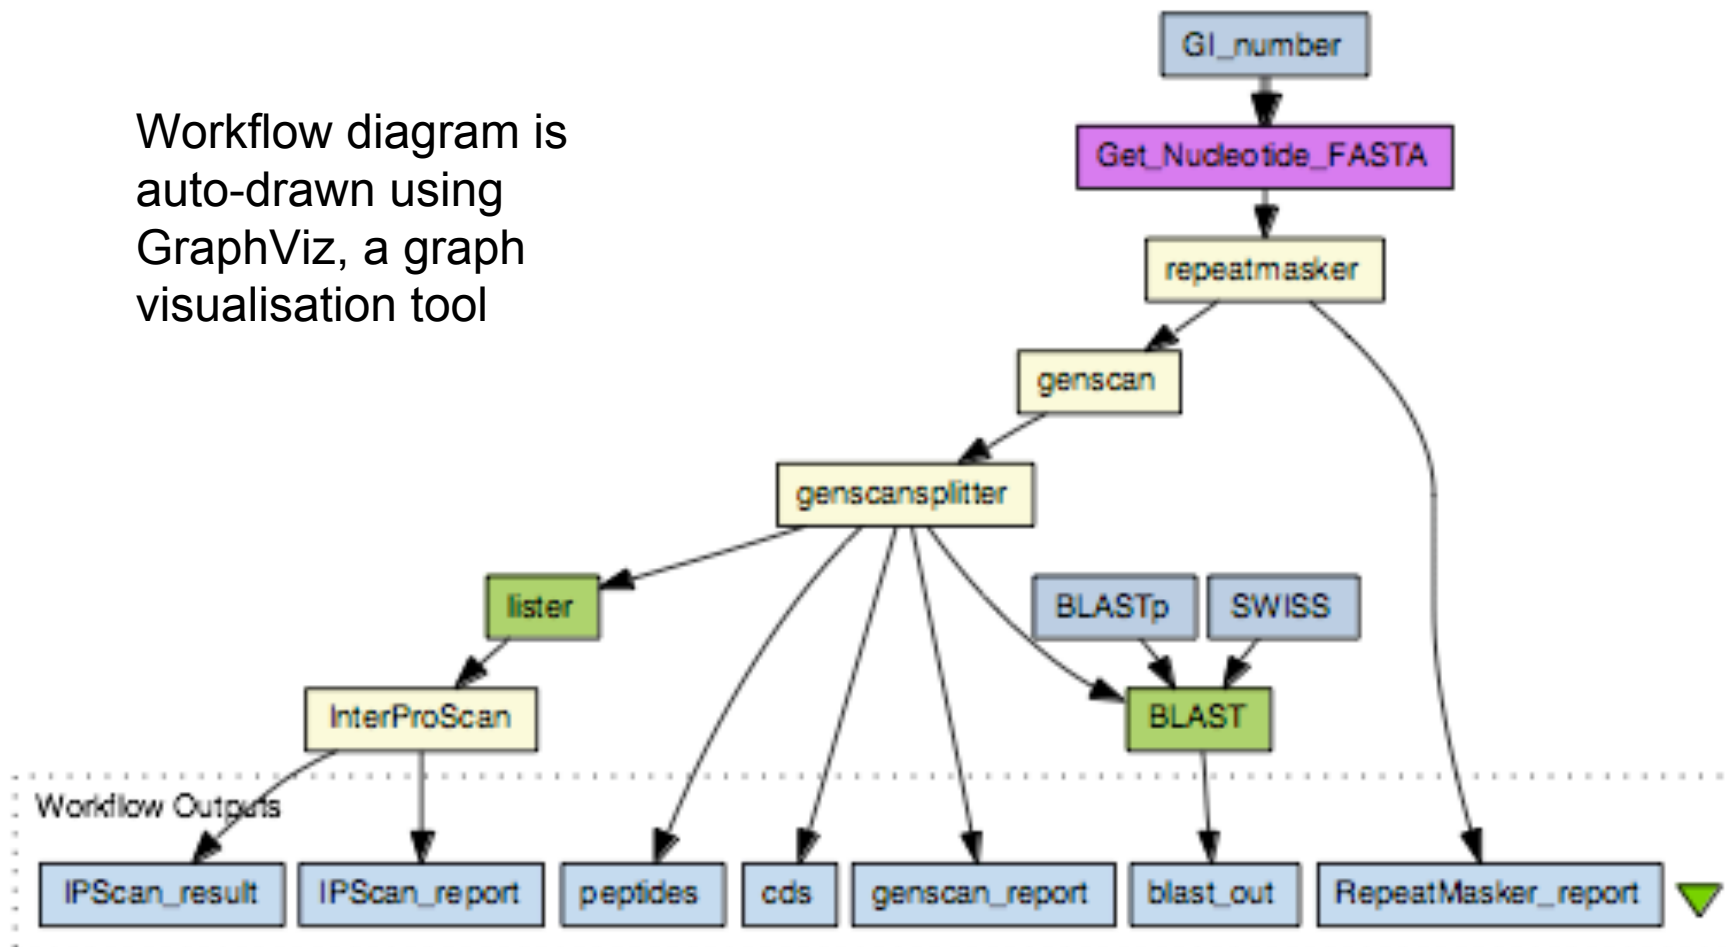 GI_number
Workflow diagram is
auto-drawn using
GraphViz, a graph
visualisation tool
Get_Nucleotide_FASTA
repeatmasker
genscan
genscansplitter
lister
BLASTp
SWISS
InterProScan
BLAST
Workflow Outputs
IPScan_result
IPScan_report
peptides
cds
genscan_report
blast_out
RepeatMasker_report